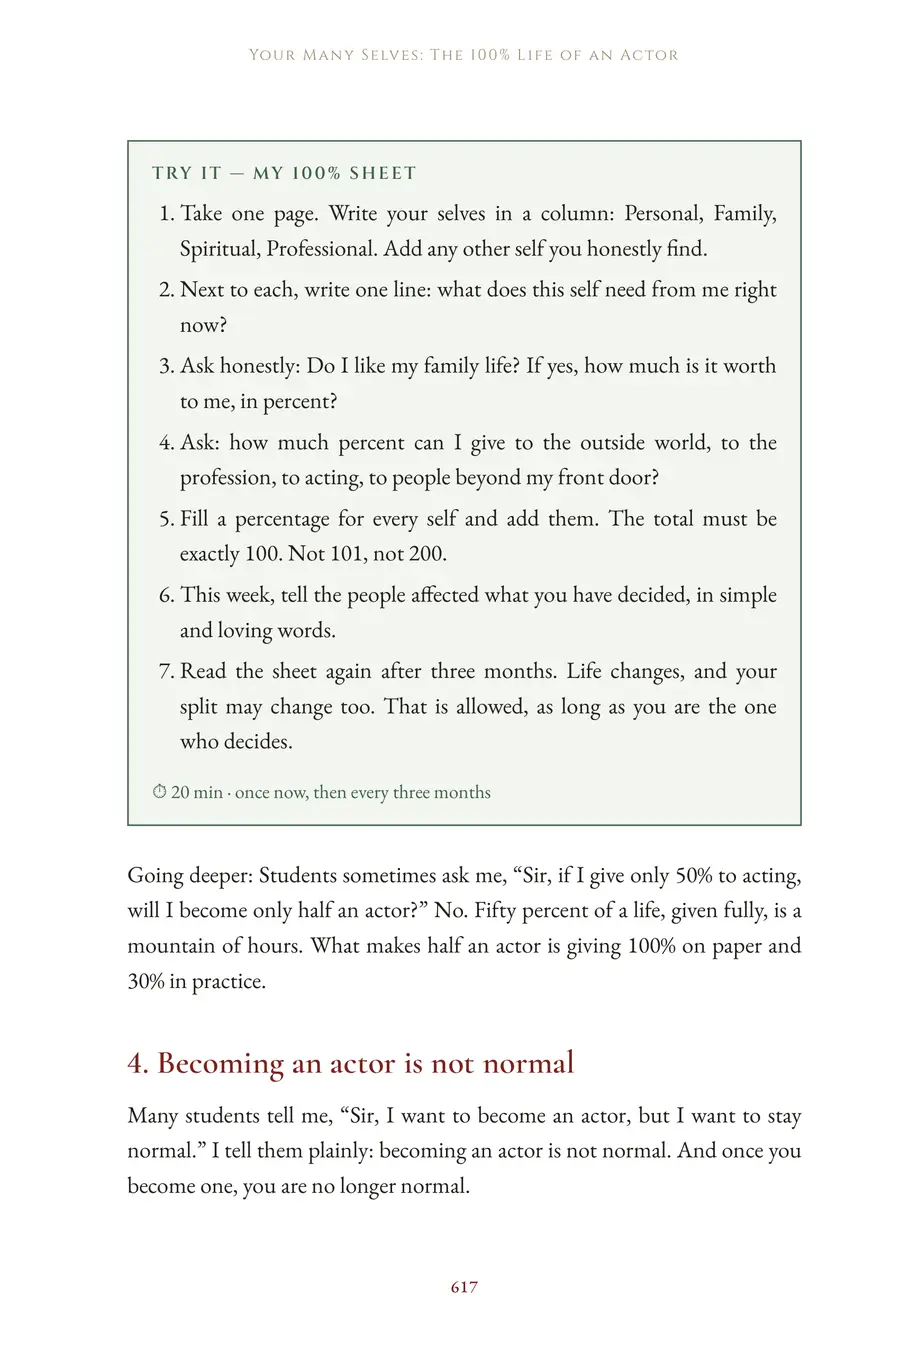 Your Many Selves: The 100% Life of an Actor
TRY IT — MY 100% SHEET
1. Take one page. Write your selves in a column: Personal, Family,
Spiritual, Professional. Add any other self you honestly find.
2. Next to each, write one line: what does this self need from me right
now?
3. Ask honestly: Do I like my family life? If yes, how much is it worth
to me, in percent?
4. Ask: how much percent can I give to the outside world, to the
profession, to acting, to people beyond my front door?
5. Fill a percentage for every self and add them. The total must be
exactly 100. Not 101, not 200.
6. This week, tell the people affected what you have decided, in simple
and loving words.
7. Read the sheet again after three months. Life changes, and your
split may change too. That is allowed, as long as you are the one
who decides.
⏱ 20 min · once now, then every three months
Going deeper: Students sometimes ask me, “Sir, if I give only 50% to acting,
will I become only half an actor?” No. Fifty percent of a life, given fully, is a
mountain of hours. What makes half an actor is giving 100% on paper and
30% in practice.
4. Becoming an actor is not normal
Many students tell me, “Sir, I want to become an actor, but I want to stay
normal.” I tell them plainly: becoming an actor is not normal. And once you
become one, you are no longer normal.
617